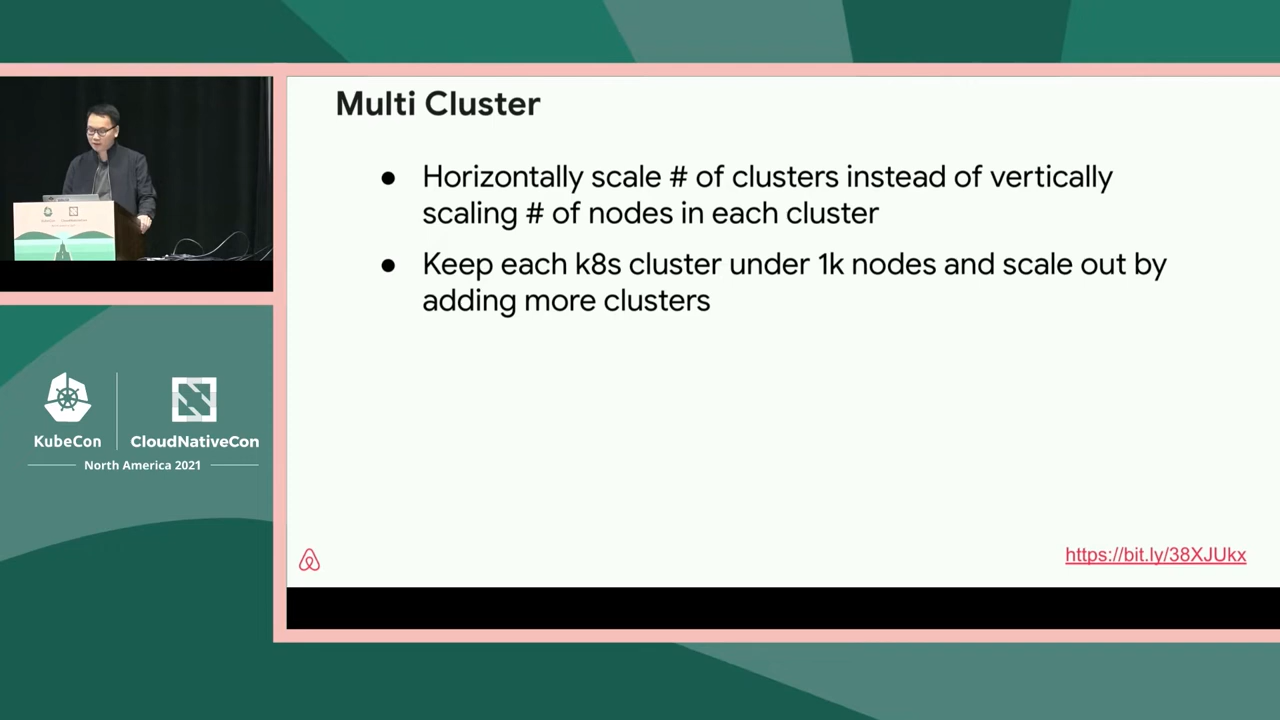 Multi Cluster
● Horizontally scale # of clusters instead of vertically
scaling # of nodes in each cluster
● Keep each k8s cluster under 1k nodes and scale out by
adding more clusters
https://bit.ly/38XJUkx
KubeCon
CloudNativeCon
North America 2021